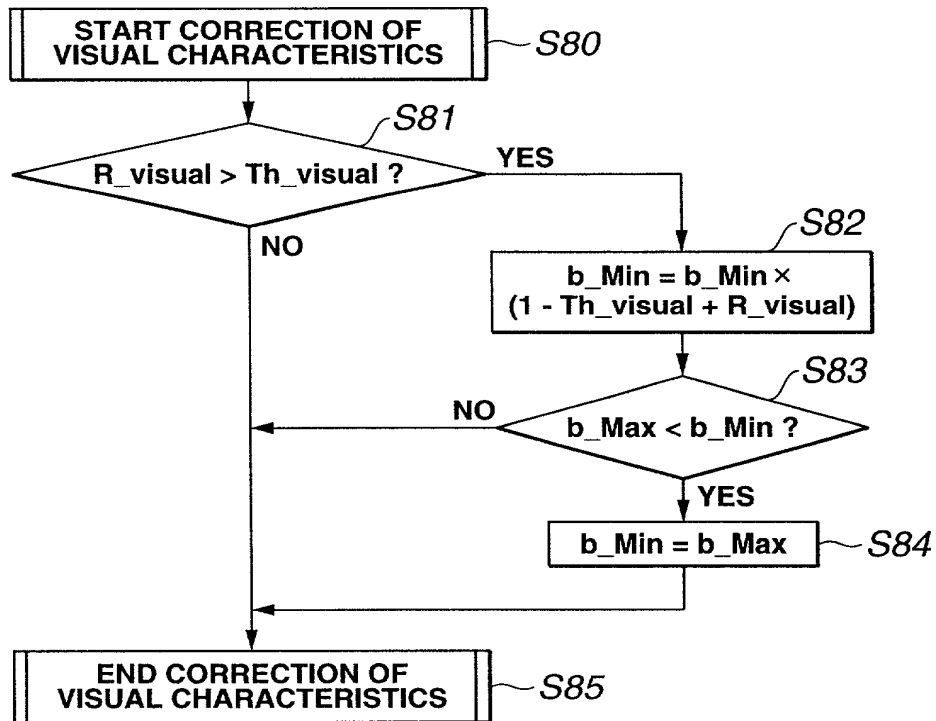 START CORRECTION OF
VISUAL CHARACTERISTICS
S80
S81
R_visual > Th_visual ?
YES
NO
S82
b_Min = b_Min ×
(1 - Th_visual + R_visual)
S83
NO
b_Max < b_Min ?
YES
b_Min = b_Max
S84
END CORRECTION OF
VISUAL CHARACTERISTICS
S85